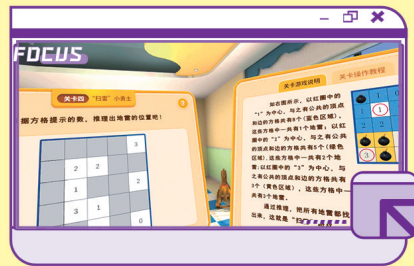 FOCUS
关卡四 “扫雷”小勇士
据方格提示的数，推理出地雷的位置吧！
3
2 2
1
3 1
0
关卡游戏说明
关卡操作教程
如右图所示，以红圈中的
“1”为中心，与之有公共的顶点
和边的方格共有8个（蓝色区域），
这些方格中一共有1个地雷；以红
圈中的“2”为中心，与之有公共
的顶点和边的方格共有5个（绿色
区域），这些方格中一共有2个地
雷；以红圈中的“3”为中心，与
之有公共的顶点和边的方格共有
3个（黄色区域），这些方格中一
共有3个地雷。
通过推理，把所有地雷都找
出来，这就是“扫
1
1
2 2
3